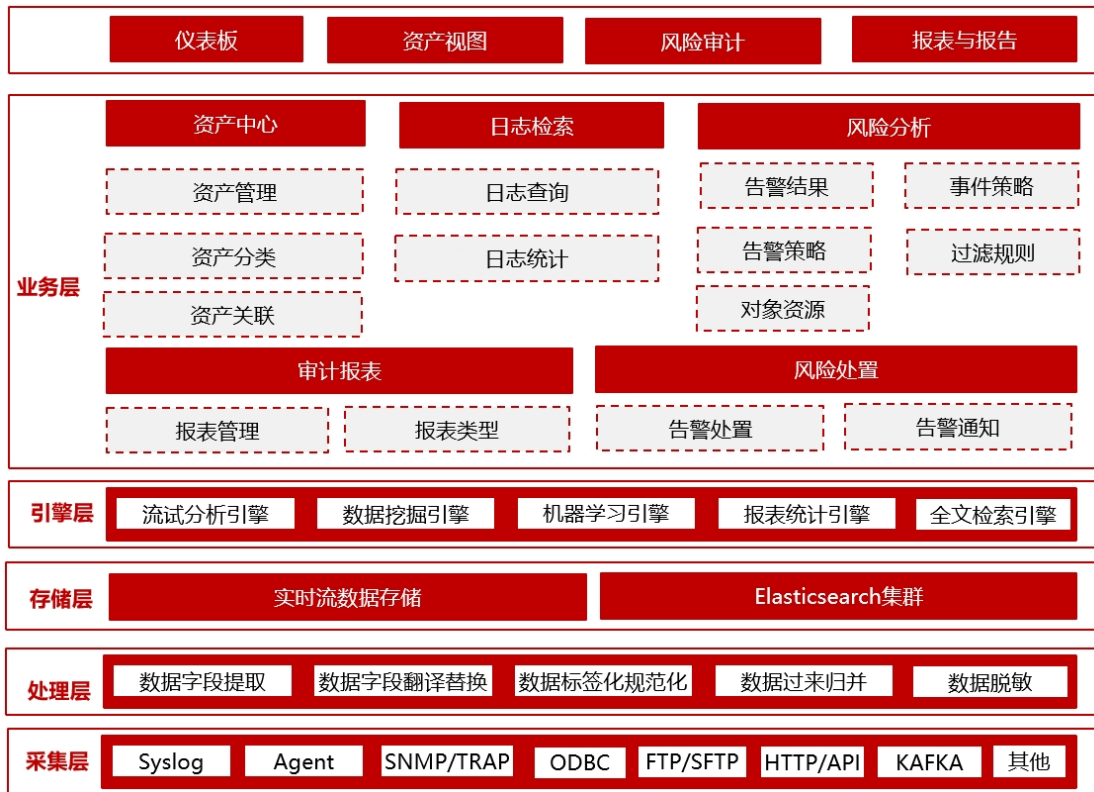 仪表板 资产视图 风险审计 报表与报告
资产中心 日志检索 风险分析
资产管理 日志查询 告警结果 事件策略
资产分类 日志统计 告警策略 过滤规则
业务层
资产关联 对象资源
审计报表 风险处置
报表管理 报表类型 告警处置 告警通知
引擎层 流试分析引擎 数据挖掘引擎 机器学习引擎 报表统计引擎 全文检索引擎
存储层 实时流数据存储 Elasticsearch集群
处理层 数据字段提取 数据字段翻译替换 数据标签化规范化 数据过来归并 数据脱敏
采集层 Syslog Agent SNMP/TRAP ODBC FTP/SFTP HTTP/API KAFKA 其他